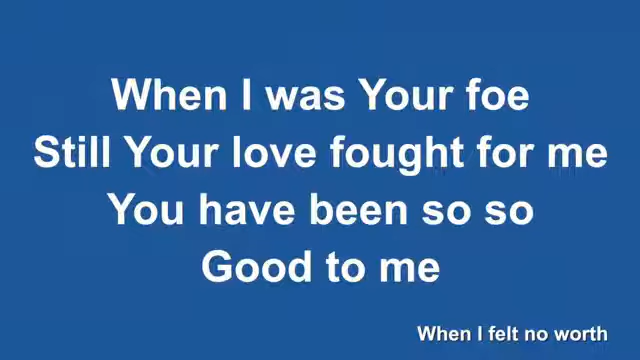 When I was Your foe
Still Your love fought for me
You have been so so
Good to me
When I felt no worth